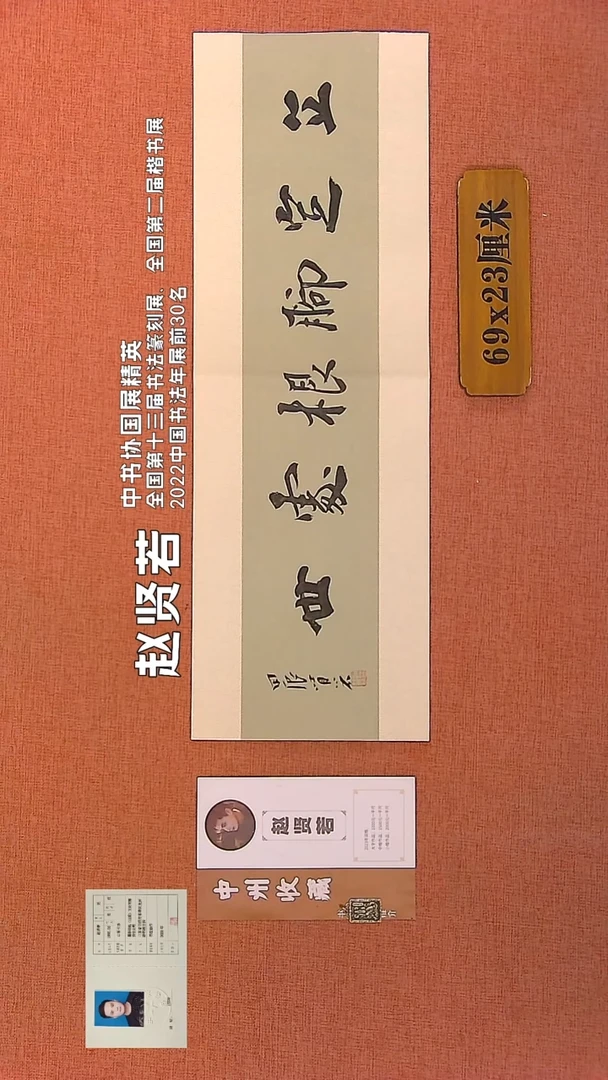 赵贤若
中书协国展精英
全国第十三届书法篆刻展、全国第二届楷书展
2022中国书法年展前30名
立定脚根處世
69x23厘米
赵贤若
中州收藏